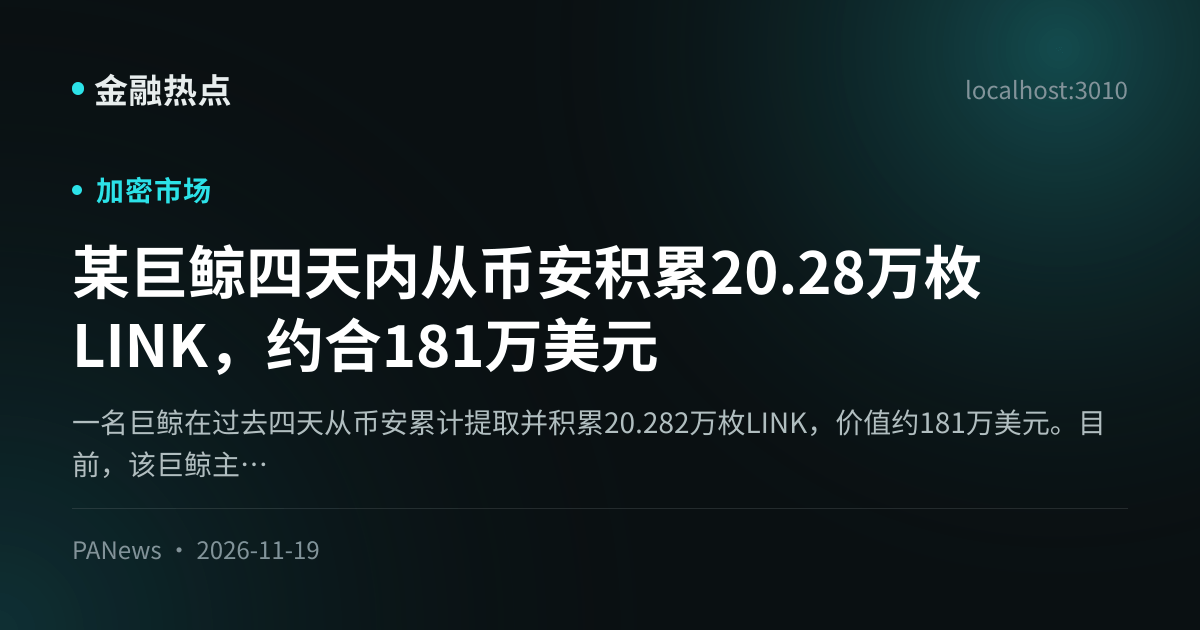 金融热点
localhost:3010
加密市场
某巨鲸四天内从币安积累20.28万枚
LINK，约合181万美元
一名巨鲸在过去四天从币安累计提取并积累20.282万枚LINK，价值约181万美元。目
前，该巨鲸主…
PANews • 2026-11-19